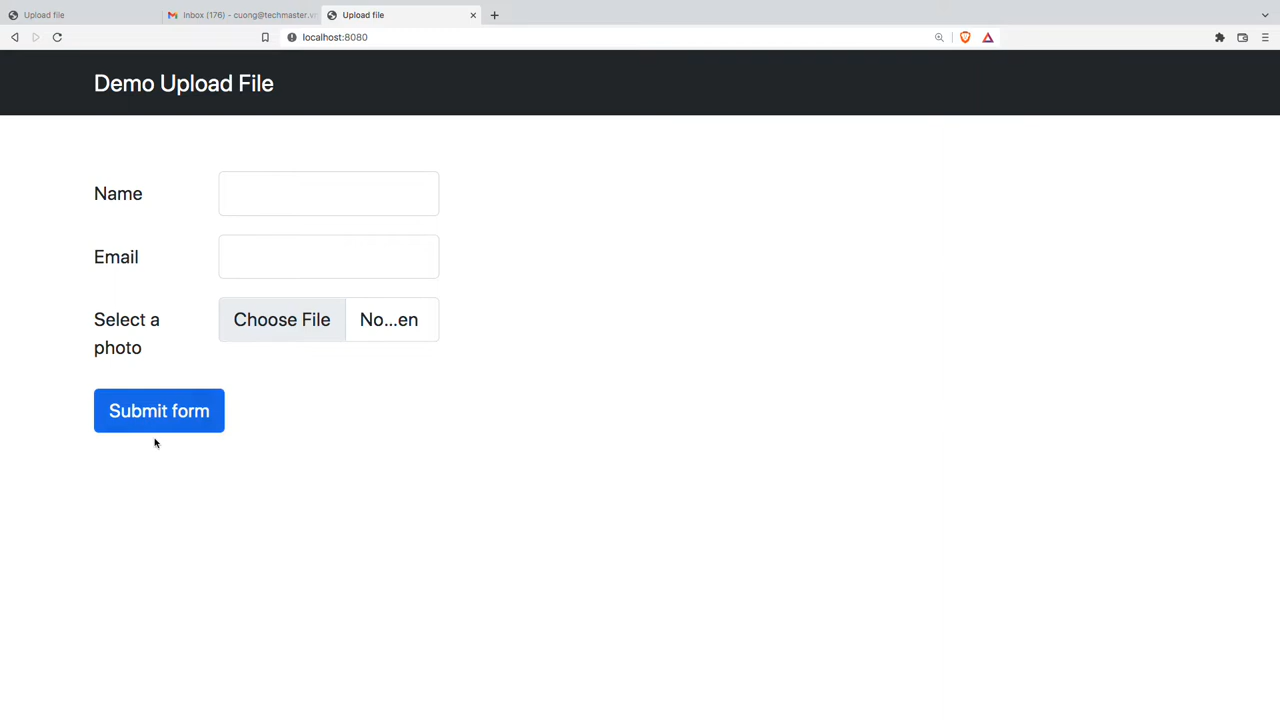 Upload file
Inbox (176) - cuong@techmaster.v
Upload file
localhost:8080
Demo Upload File
Name
Email
Select a
photo
Choose File
No...en
Submit form